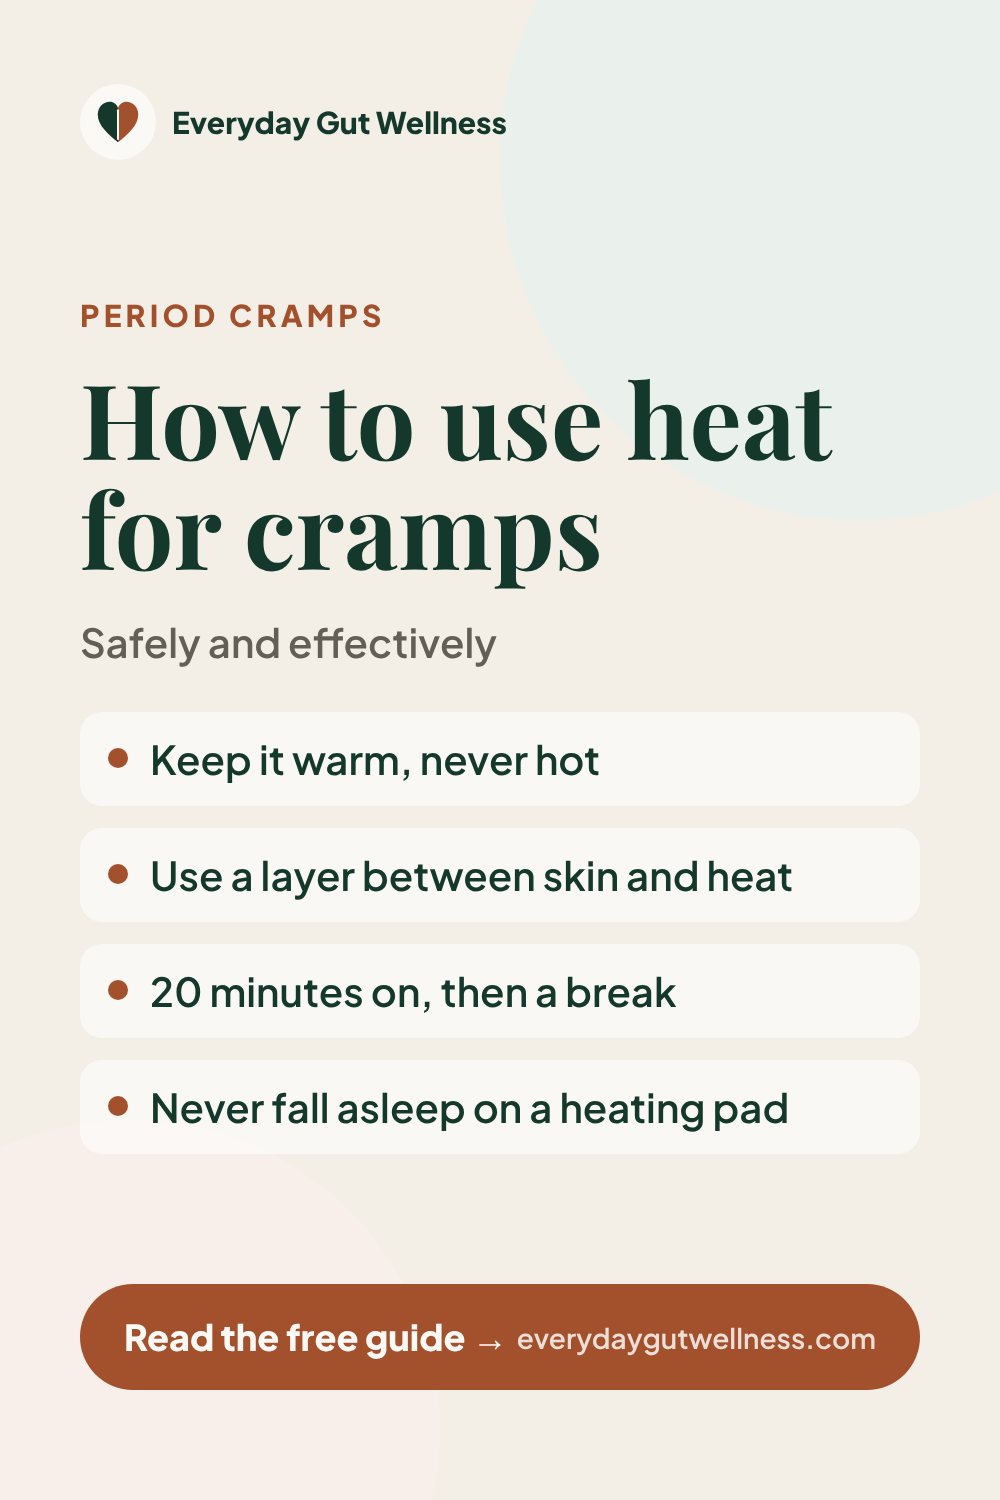 Everyday Gut Wellness
PERIOD CRAMPS
How to use heat
for cramps
Safely and effectively
Keep it warm, never hot
Use a layer between skin and heat
20 minutes on, then a break
Never fall asleep on a heating pad
Read the free guide → everydaygutwellness.com